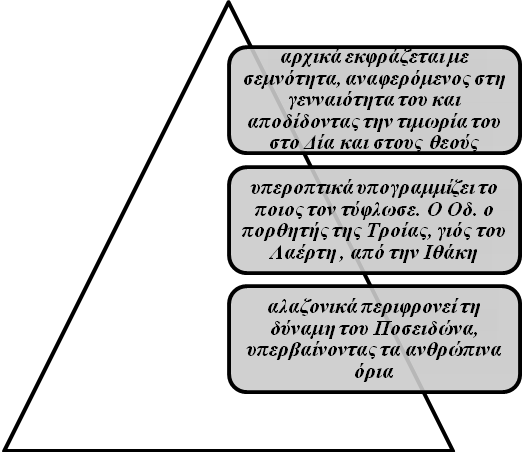 αρχικά εκφράζεται με
σεμνότητα, αναφερόμενος στη
γενναιότητα του και
αποδίδοντας την τιμωρία του
στο Δία και στους θεούς
υπεροπτικά υπογραμμίζει το
ποιος τον τύφλωσε. Ο Οδ. ο
πορθητής της Τροίας, γιός του
Λαέρτη , από την Ιθάκη
αλαζονικά περιφρονεί τη
δύναμη του Ποσειδώνα,
υπερβαίνοντας τα ανθρώπινα
όρια